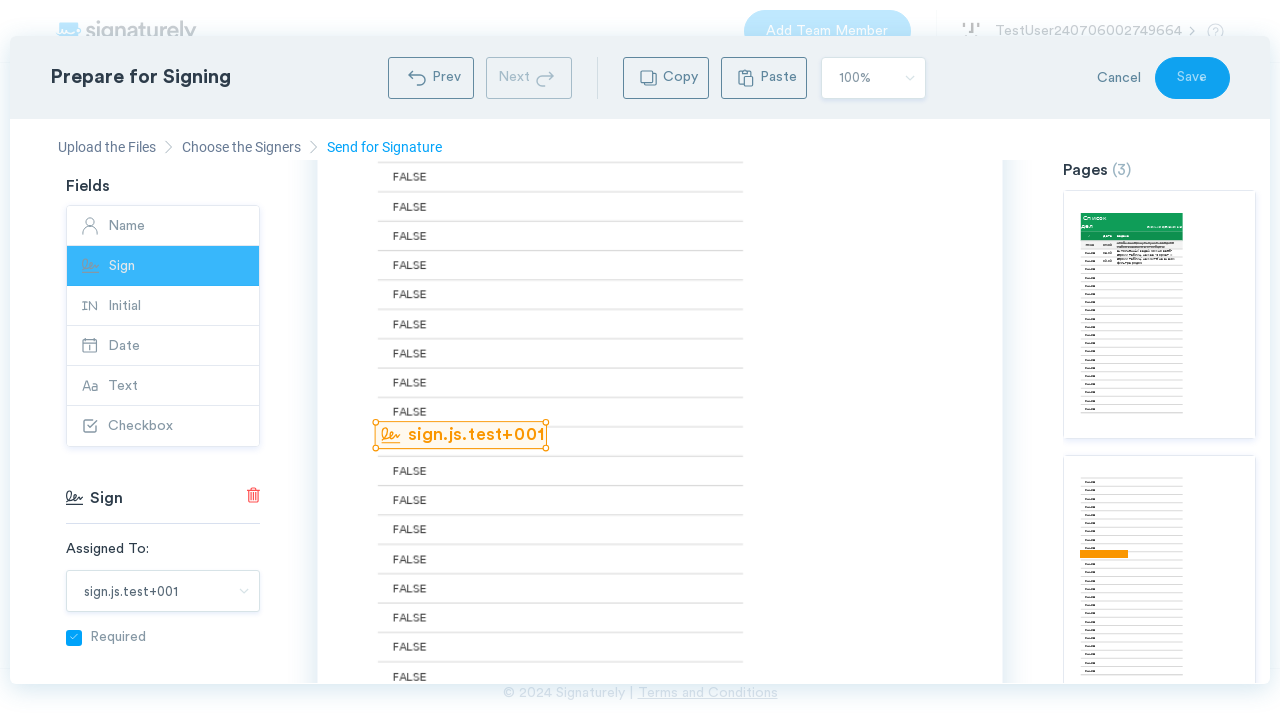 signaturely
Add Team Member
TestUser240706002749664
Prepare for Signing
Prev
Next
Copy
Paste
100%
Cancel
Save
Upload the Files
Choose the Signers
Send for Signature
Fields
Name
Sign
Initial
Date
Text
Checkbox
Sign
Assigned To:
sign.js.test+001
Required
FALSE
FALSE
FALSE
FALSE
FALSE
FALSE
FALSE
FALSE
FALSE
sign.js.test+001
FALSE
FALSE
FALSE
FALSE
FALSE
FALSE
FALSE
FALSE
Pages (3)
Список
дел
© 2024 Signaturely | Terms and Conditions